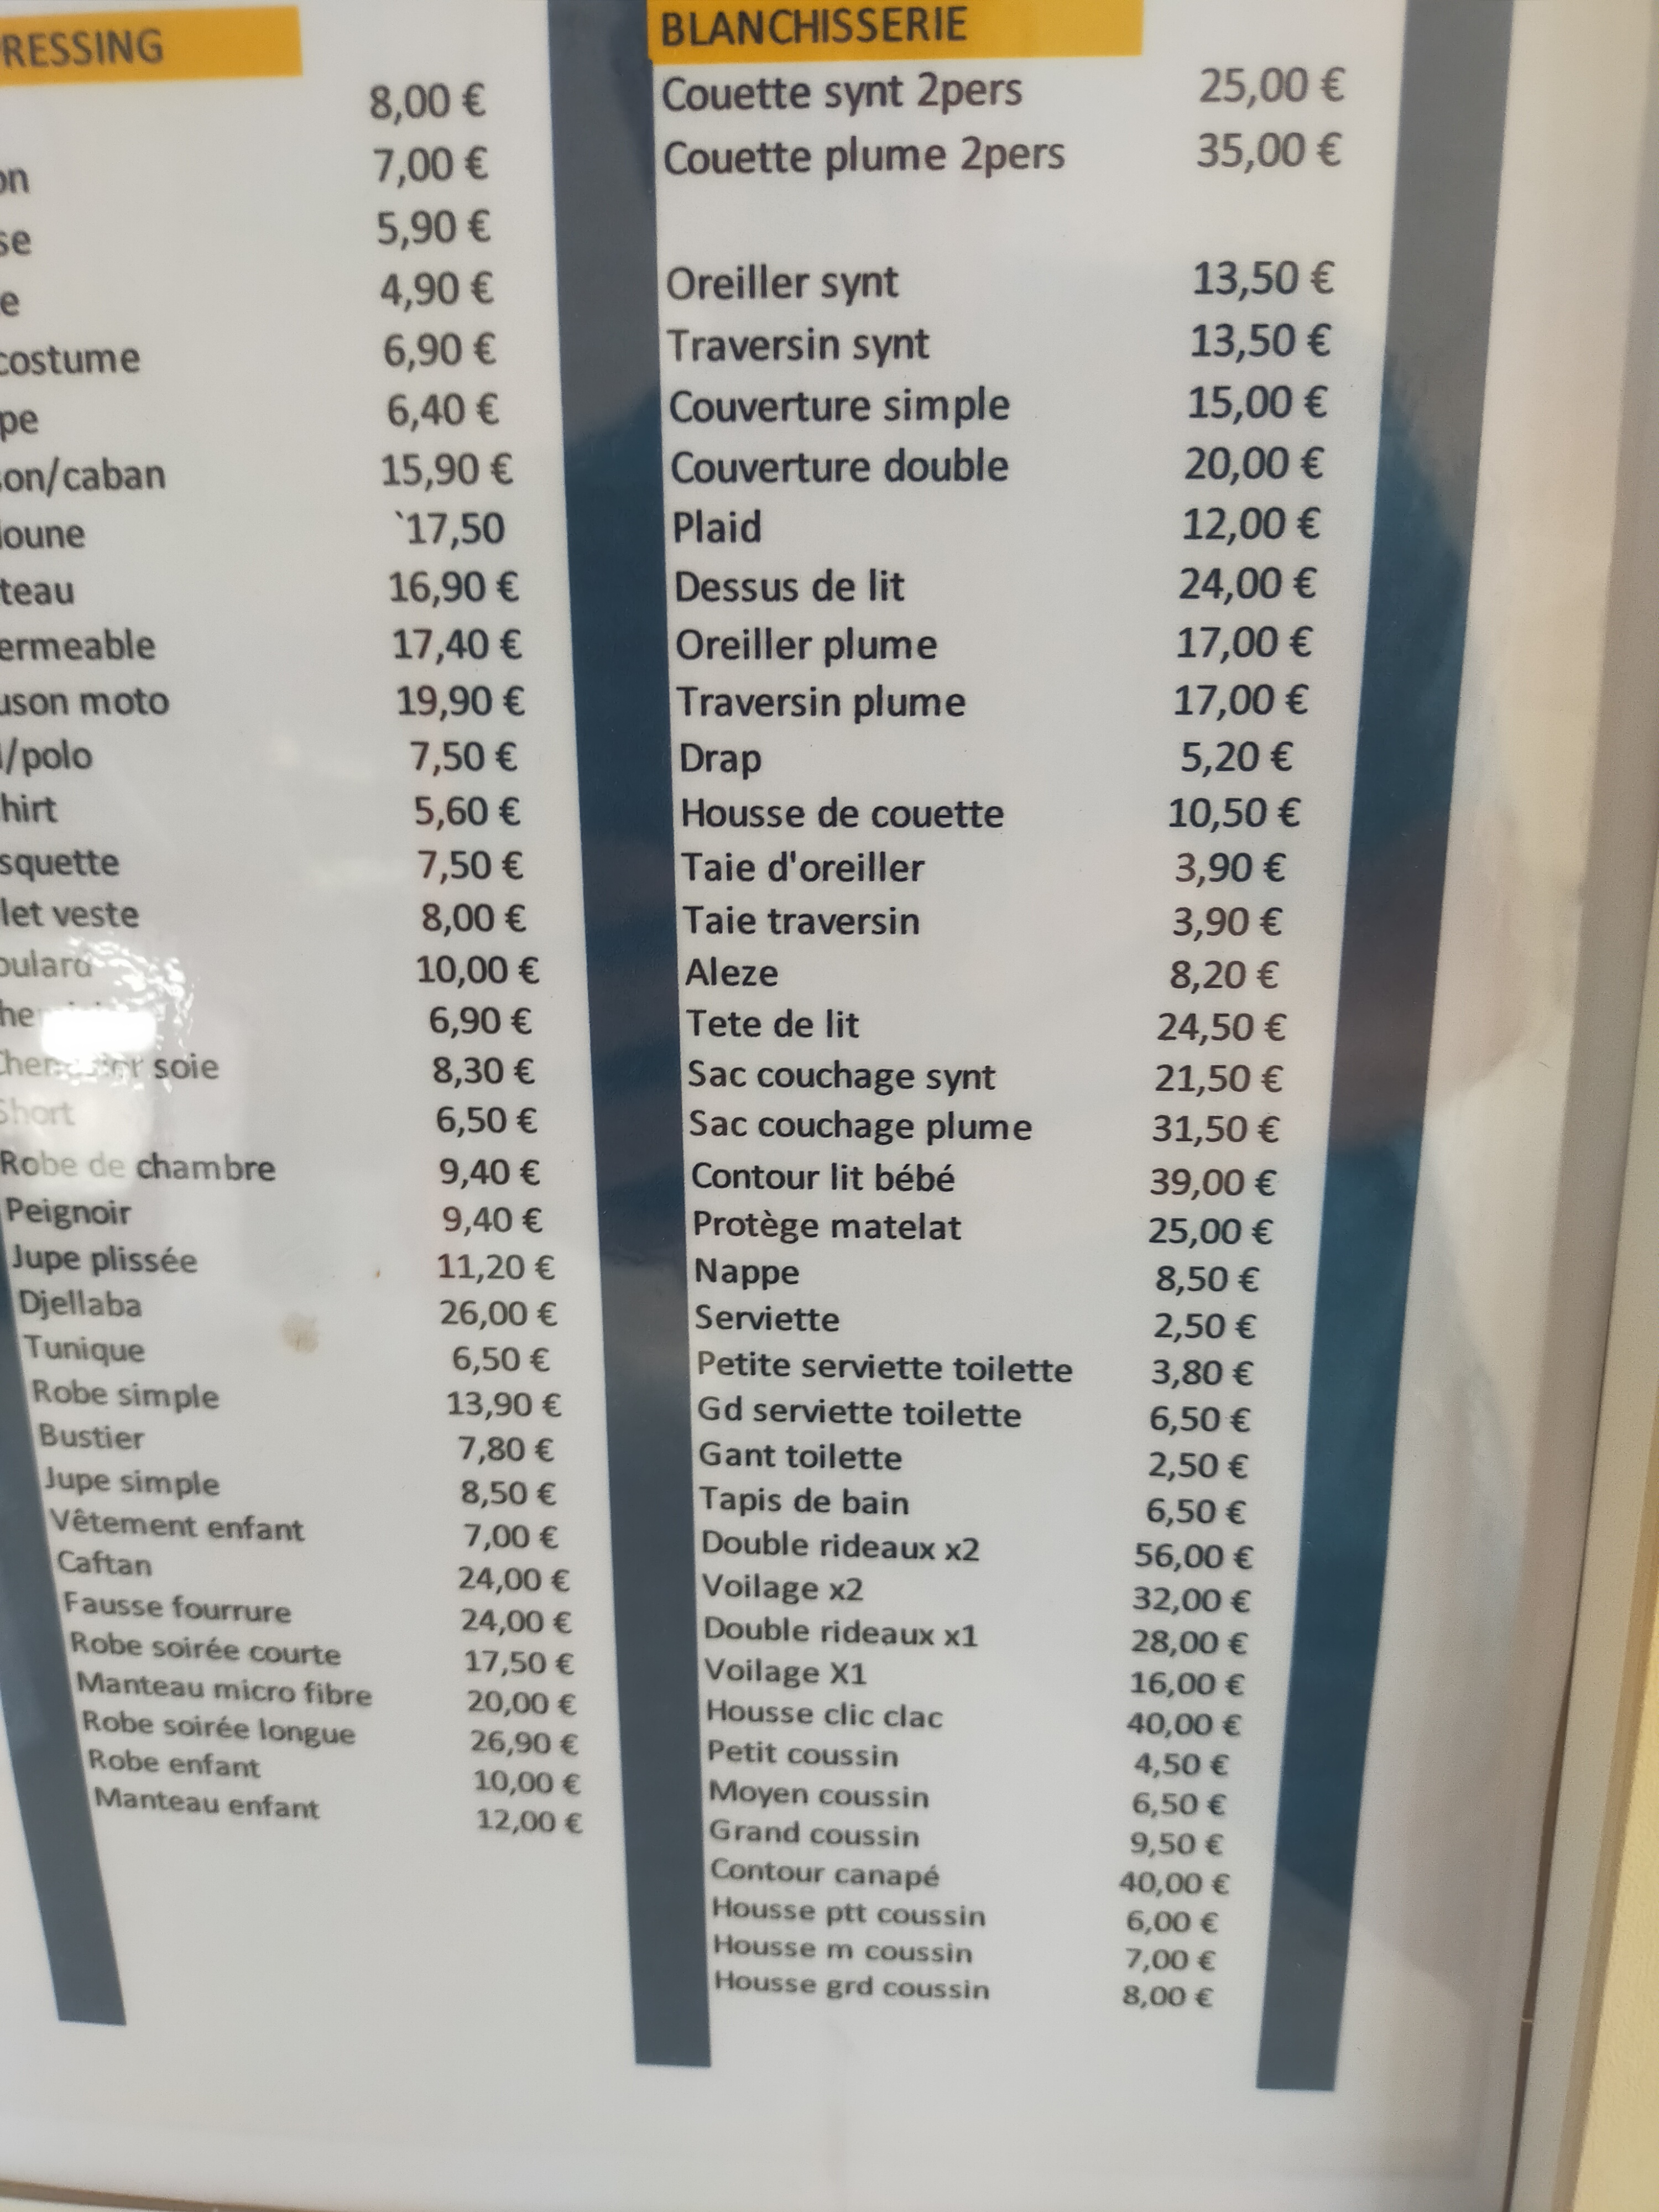 PRESSING
8,00 €
on 7,00 €
se 5,90 €
e 4,90 €
costume 6,90 €
pe 6,40 €
son/caban 15,90 €
doune `17,50
teau 16,90 €
ermeable 17,40 €
uson moto 19,90 €
l/polo 7,50 €
hirt 5,60 €
squette 7,50 €
let veste 8,00 €
oulard 10,00 €
6,90 €
soie 8,30 €
Short 6,50 €
Robe de chambre 9,40 €
Peignoir 9,40 €
Jupe plissée 11,20 €
Djellaba 26,00 €
Tunique 6,50 €
Robe simple 13,90 €
Bustier 7,80 €
Jupe simple 8,50 €
Vêtement enfant 7,00 €
Caftan 24,00 €
Fausse fourrure 24,00 €
Robe soirée courte 17,50 €
Manteau micro fibre 20,00 €
Robe soirée longue 26,90 €
Robe enfant 10,00 €
Manteau enfant 12,00 €
BLANCHISSERIE
Couette synt 2pers 25,00 €
Couette plume 2pers 35,00 €
Oreiller synt 13,50 €
Traversin synt 13,50 €
Couverture simple 15,00 €
Couverture double 20,00 €
Plaid 12,00 €
Dessus de lit 24,00 €
Oreiller plume 17,00 €
Traversin plume 17,00 €
Drap 5,20 €
Housse de couette 10,50 €
Taie d'oreiller 3,90 €
Taie traversin 3,90 €
Aleze 8,20 €
Tete de lit 24,50 €
Sac couchage synt 21,50 €
Sac couchage plume 31,50 €
Contour lit bébé 39,00 €
Protège matelat 25,00 €
Nappe 8,50 €
Serviette 2,50 €
Petite serviette toilette 3,80 €
Gd serviette toilette 6,50 €
Gant toilette 2,50 €
Tapis de bain 6,50 €
Double rideaux x2 56,00 €
Voilage x2 32,00 €
Double rideaux x1 28,00 €
Voilage X1 16,00 €
Housse clic clac 40,00 €
Petit coussin 4,50 €
Moyen coussin 6,50 €
Grand coussin 9,50 €
Contour canapé 40,00 €
Housse ptt coussin 6,00 €
Housse m coussin 7,00 €
Housse grd coussin 8,00 €